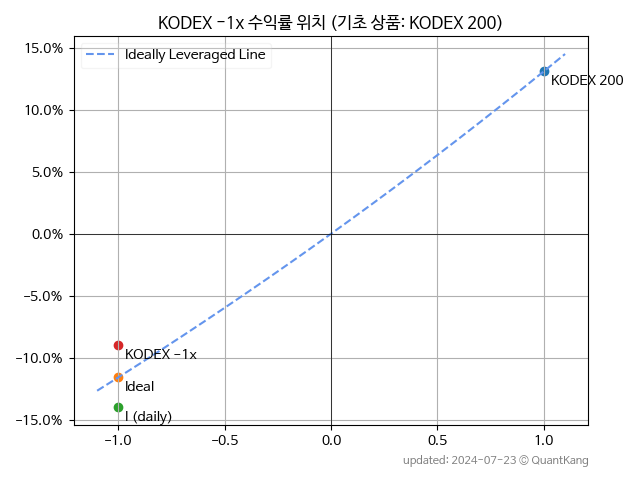 KODEX -1x 수익률 위치 (기초 상품: KODEX 200)
Ideally Leveraged Line
15.0%
10.0%
5.0%
0.0%
-5.0%
-10.0%
-15.0%
KODEX 200
KODEX -1x
Ideal
I (daily)
-1.0
-0.5
0.0
0.5
1.0
updated: 2024-07-23 © QuantKang